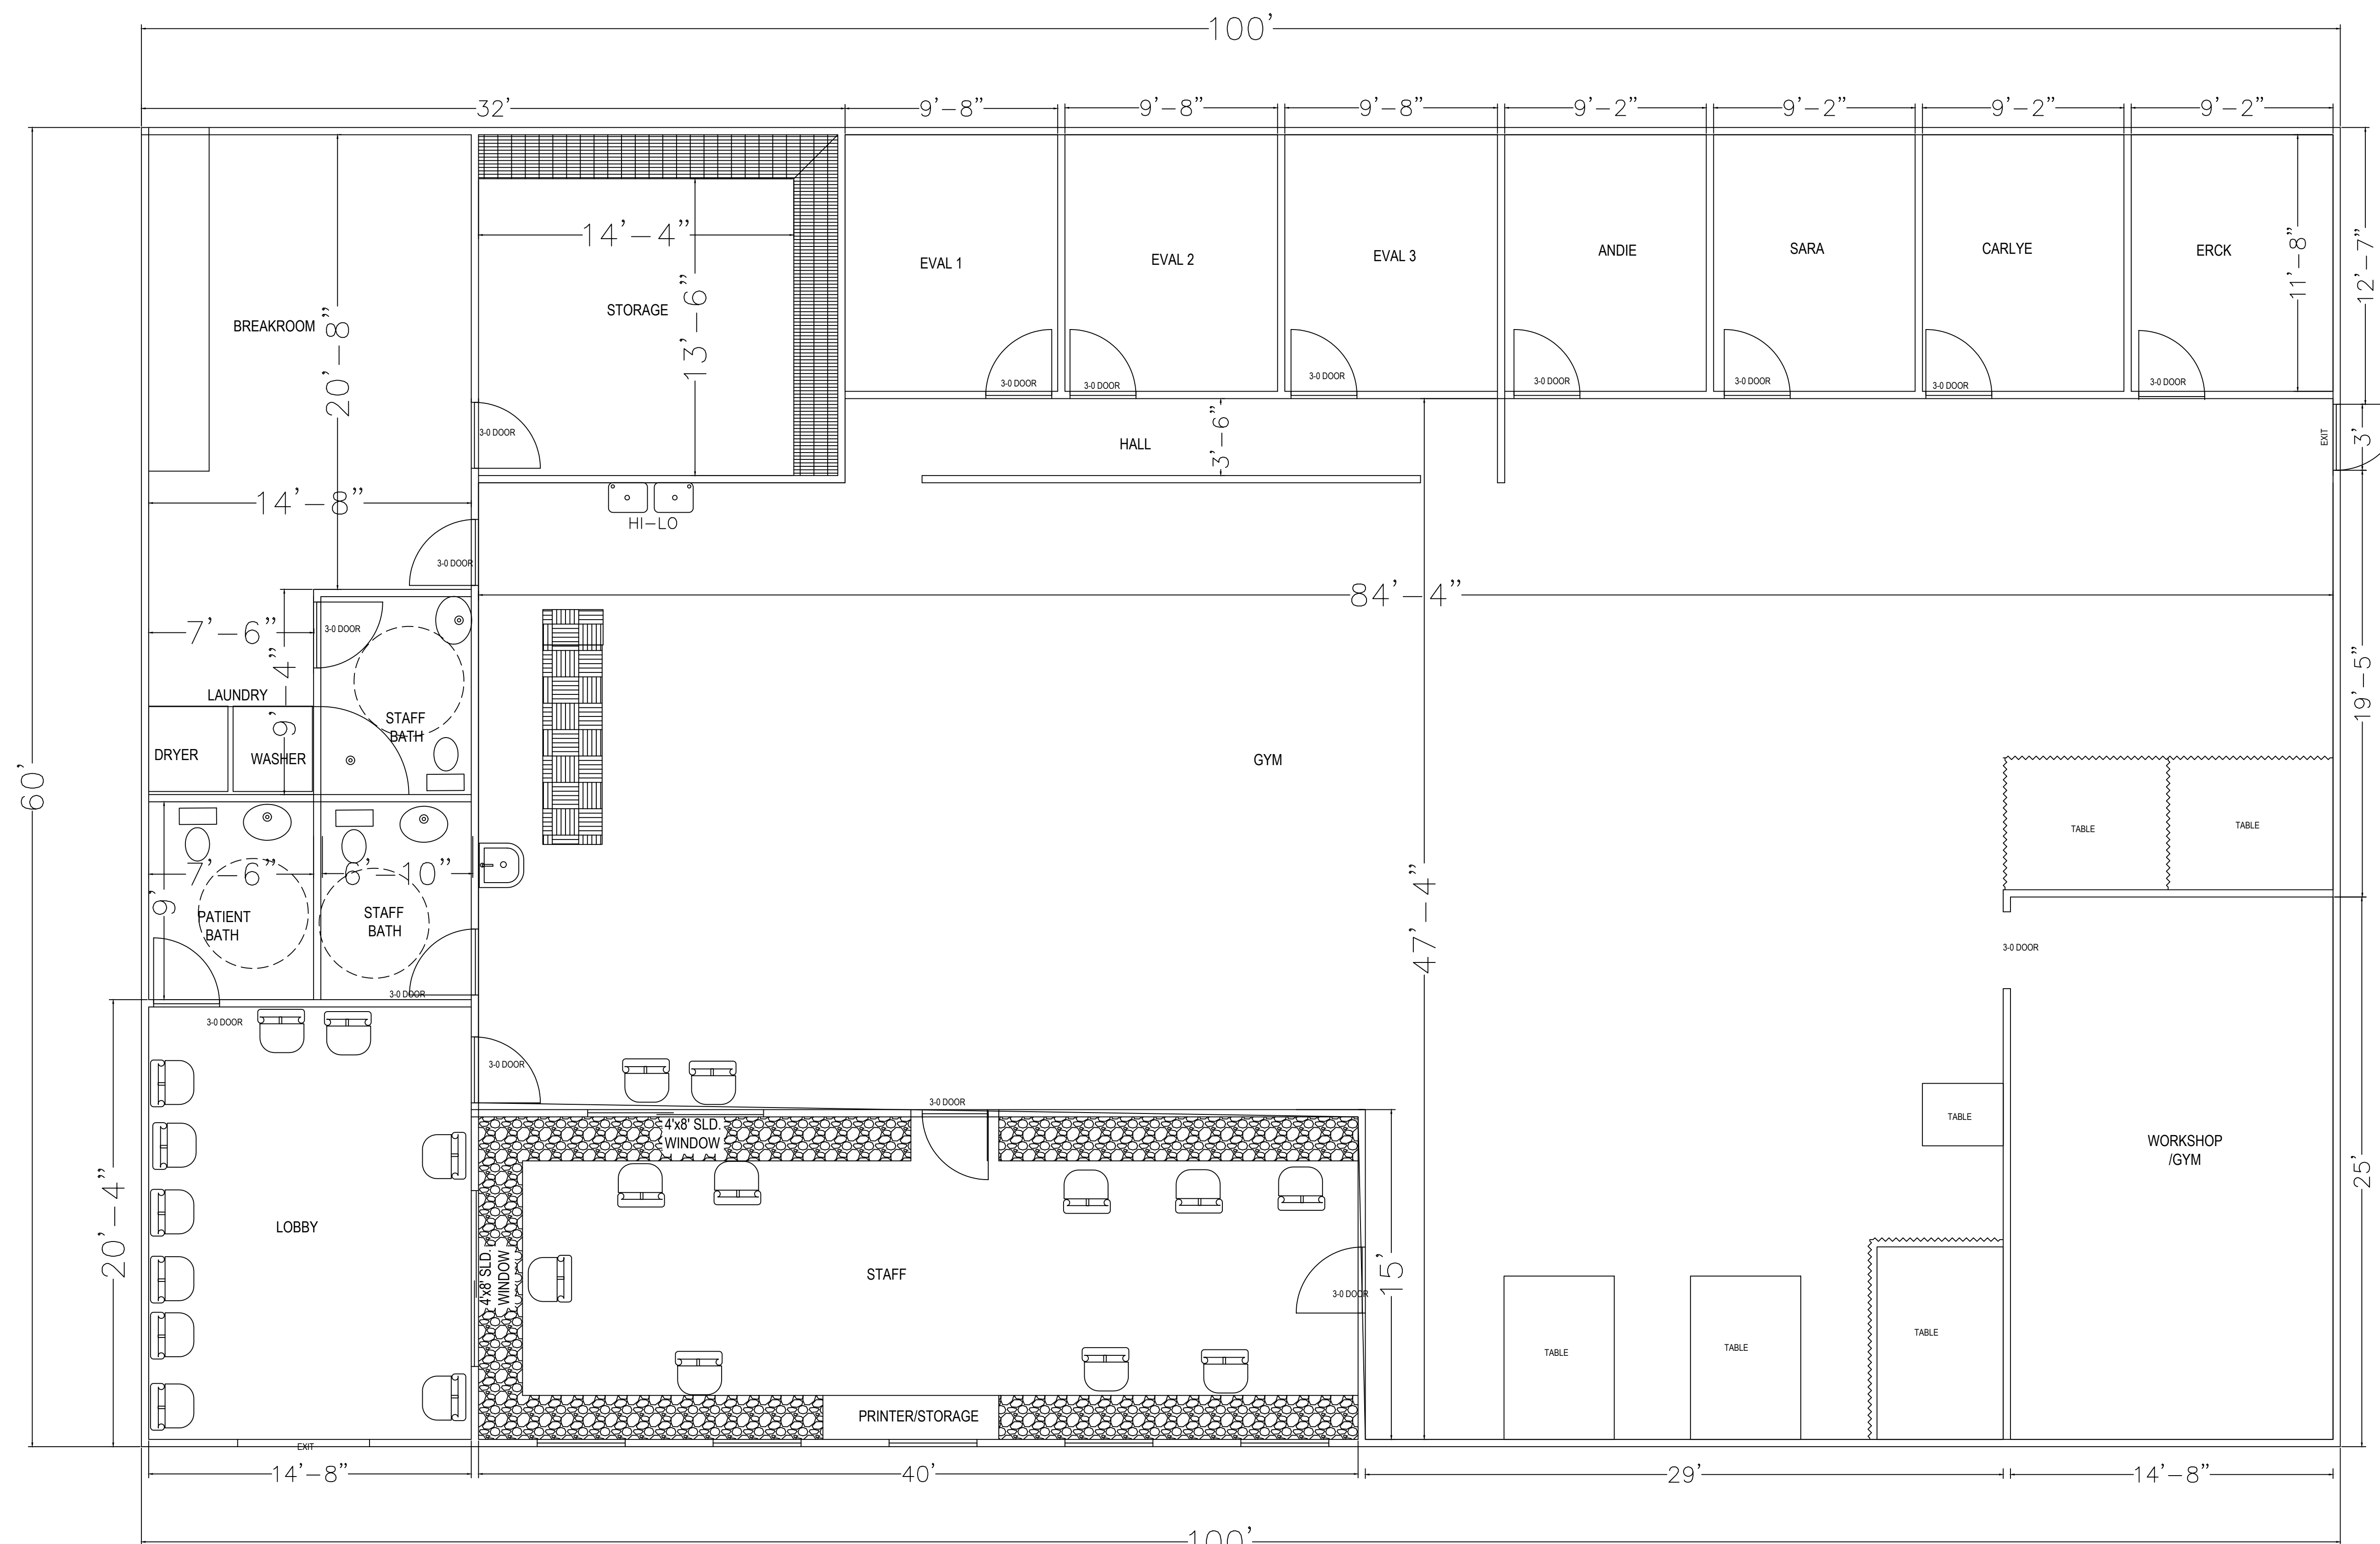 100'
32'
9'-8"
9'-8"
9'-8"
9'-2"
9'-2"
9'-2"
9'-2"
60'
12'-7"
11'-8"
3'
EXIT
19'-5"
25'
BREAKROOM
20'-8"
14'-8"
14'-4"
13'-6"
STORAGE
3-0 DOOR
EVAL 1
3-0 DOOR
EVAL 2
3-0 DOOR
EVAL 3
3-0 DOOR
ANDIE
3-0 DOOR
SARA
3-0 DOOR
CARLYE
3-0 DOOR
ERCK
3-0 DOOR
HALL
3'-6"
HI-LO
3-0 DOOR
84'-4"
7'-6"
3-0 DOOR
9'-4"
LAUNDRY
STAFF
BATH
DRYER
WASHER
GYM
47'-4"
TABLE
TABLE
7'-6"
6'-10"
9'
PATIENT
BATH
STAFF
BATH
3-0 DOOR
3-0 DOOR
3-0 DOOR
3-0 DOOR
3-0 DOOR
4'x8' SLD.
WINDOW
20'-4"
LOBBY
4'x8' SLD.
WINDOW
STAFF
3-0 DOOR
15'
TABLE
WORKSHOP
/GYM
TABLE
TABLE
TABLE
PRINTER/STORAGE
EXIT
14'-8"
40'
29'
14'-8"
100'